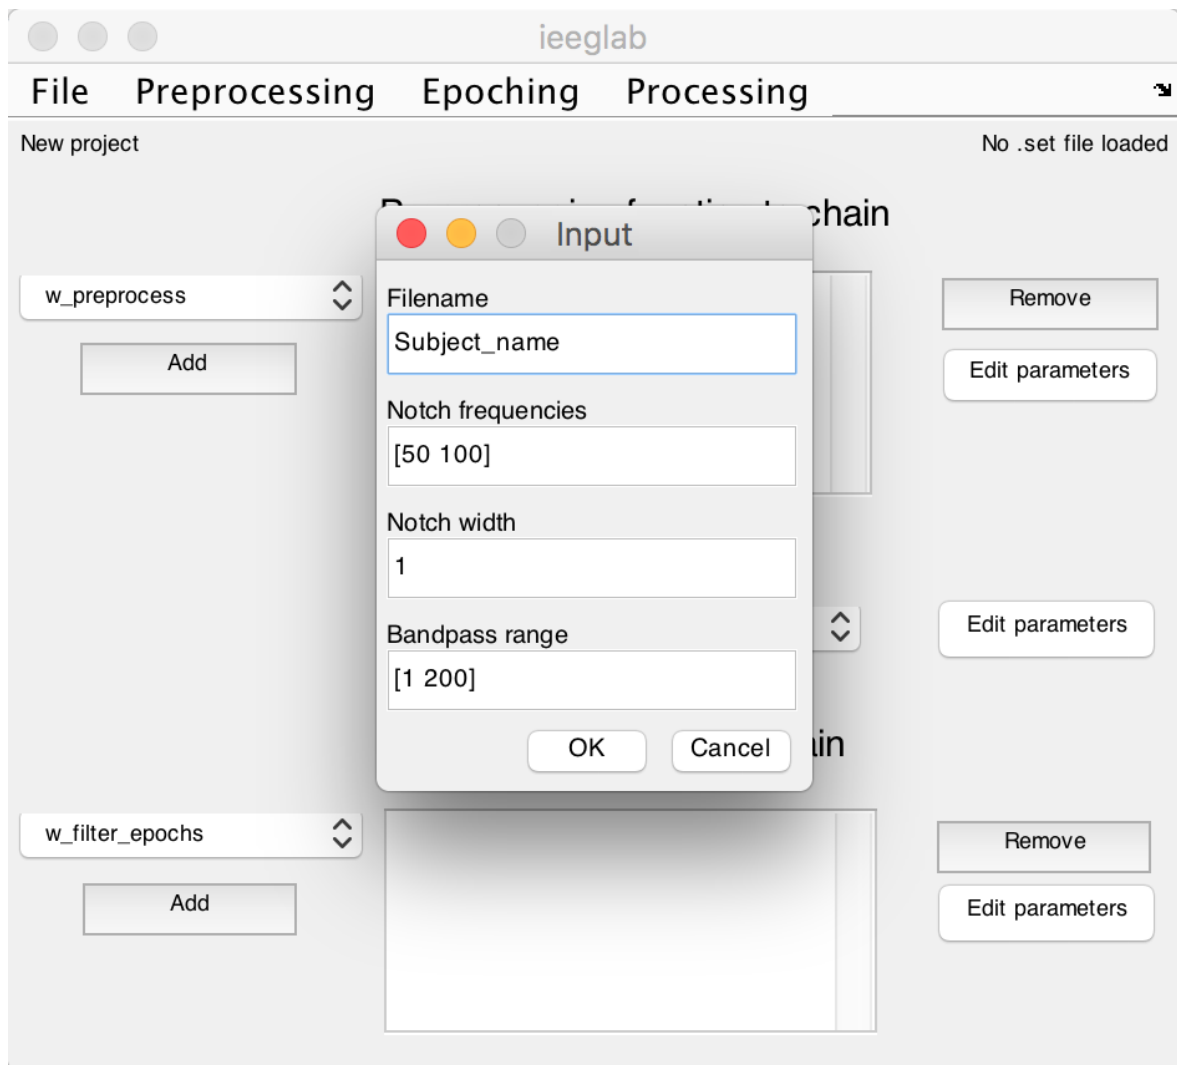 ieeglab
File Preprocessing Epoching Processing
New project
No .set file loaded
chain
Input
w_preprocess
Add
Filename
Subject_name
Notch frequencies
[50 100]
Notch width
1
Bandpass range
[1 200]
OK
Cancel
Remove
Edit parameters
Edit parameters
w_filter_epochs
Add
Remove
Edit parameters